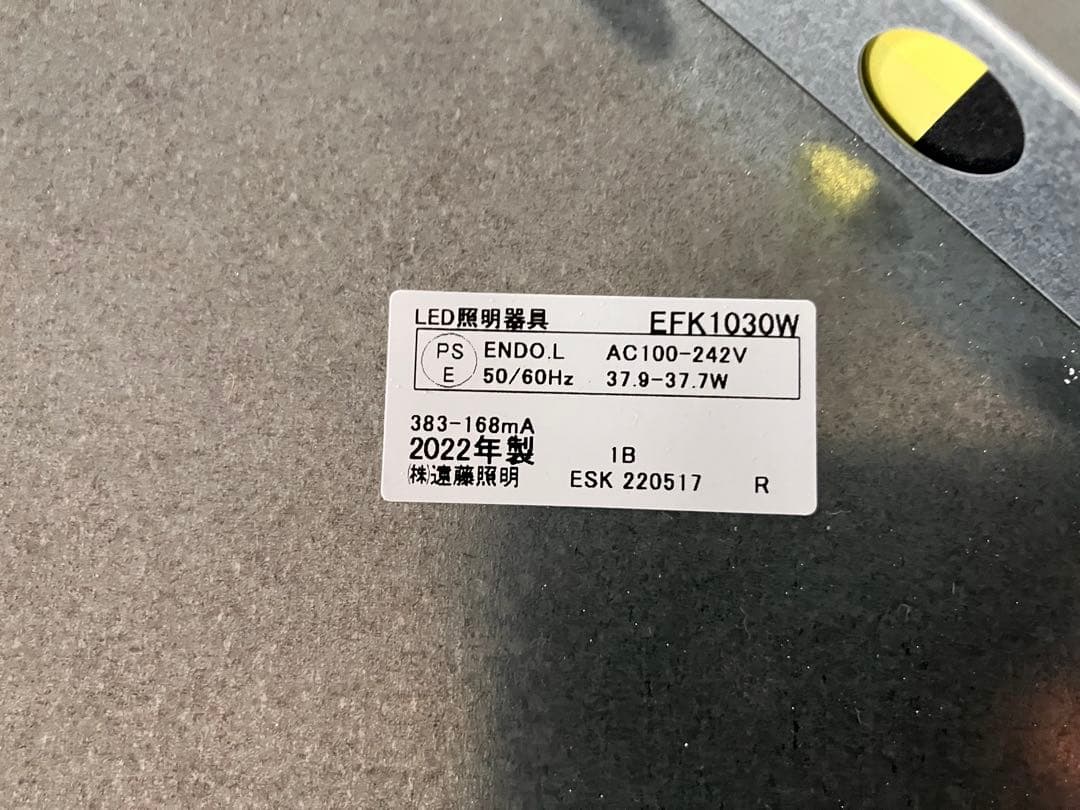 LED照明器具 EFK1030W
PS E ENDO.L AC100-242V
50/60Hz 37.9-37.7W
383-168mA
2022年製 1B
㈱遠藤照明 ESK 220517 R